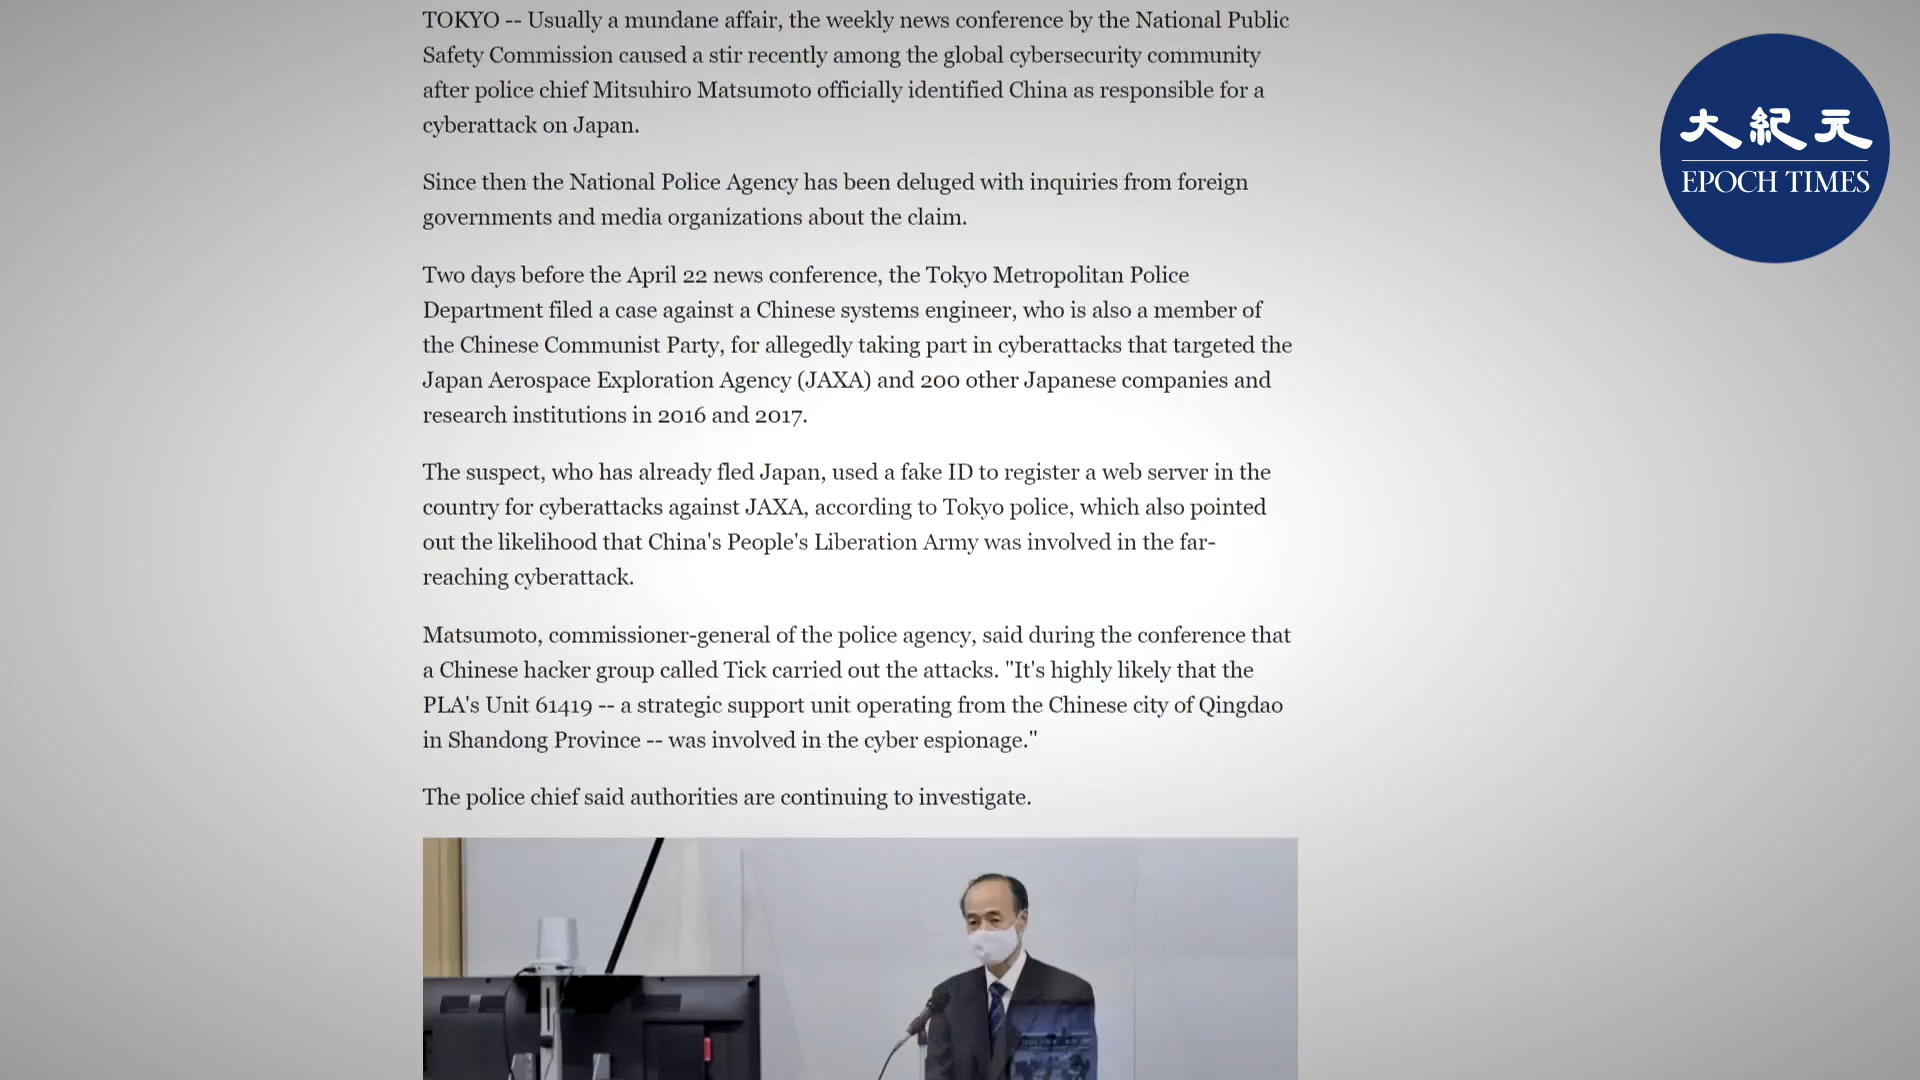 TOKYO -- Usually a mundane affair, the weekly news conference by the National Public
Safety Commission caused a stir recently among the global cybersecurity community
after police chief Mitsuhiro Matsumoto officially identified China as responsible for a
cyberattack on Japan.
Since then the National Police Agency has been deluged with inquiries from foreign
governments and media organizations about the claim.
Two days before the April 22 news conference, the Tokyo Metropolitan Police
Department filed a case against a Chinese systems engineer, who is also a member of
the Chinese Communist Party, for allegedly taking part in cyberattacks that targeted the
Japan Aerospace Exploration Agency (JAXA) and 200 other Japanese companies and
research institutions in 2016 and 2017.
The suspect, who has already fled Japan, used a fake ID to register a web server in the
country for cyberattacks against JAXA, according to Tokyo police, which also pointed
out the likelihood that China's People's Liberation Army was involved in the far-
reaching cyberattack.
Matsumoto, commissioner-general of the police agency, said during the conference that
a Chinese hacker group called Tick carried out the attacks. "It's highly likely that the
PLA's Unit 61419 -- a strategic support unit operating from the Chinese city of Qingdao
in Shandong Province -- was involved in the cyber espionage."
The police chief said authorities are continuing to investigate.
大紀元
EPOCH TIMES